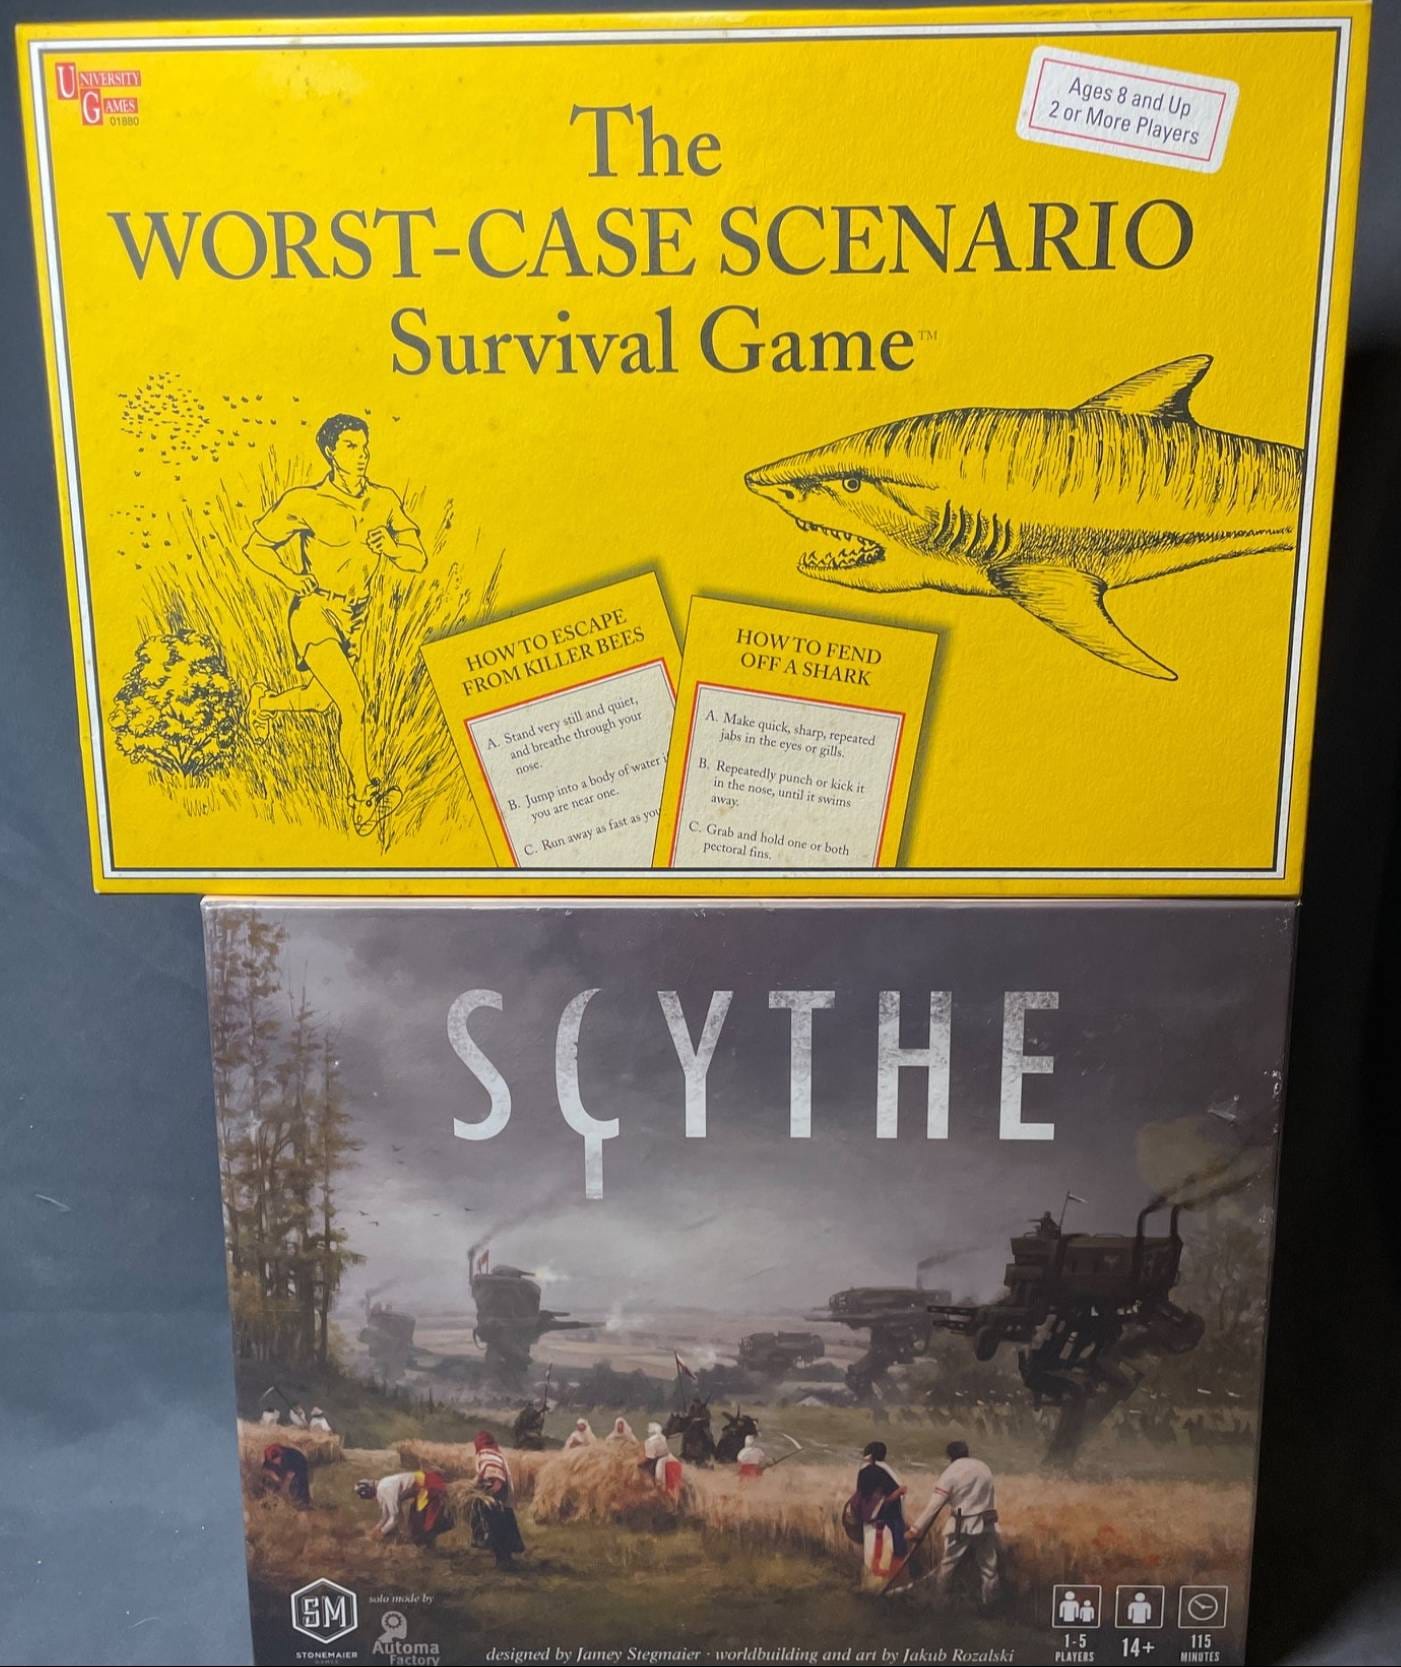 UNIVERSITY
GAMES
01880
Ages 8 and Up
2 or More Players
The
WORST-CASE SCENARIO
Survival Game™
HOW TO ESCAPE
FROM KILLER BEES
A. Stand very still and quiet,
and breathe through your
nose.
B. Jump into a body of water
you are near one.
C. Run away as fast as you
HOW TO FEND
OFF A SHARK
A. Make quick, sharp, repeated
jabs in the eyes or gills.
B. Repeatedly punch or kick it
in the nose, until it swims
away.
C. Grab and hold one or both
pectoral fins.
SCYTHE
SM
STONEMAIER
GAMES
solo mode by
Automa
Factory
designed by Jamey Stegmaier · worldbuilding and art by Jakub Rozalski
1-5
PLAYERS
14+
115
MINUTES